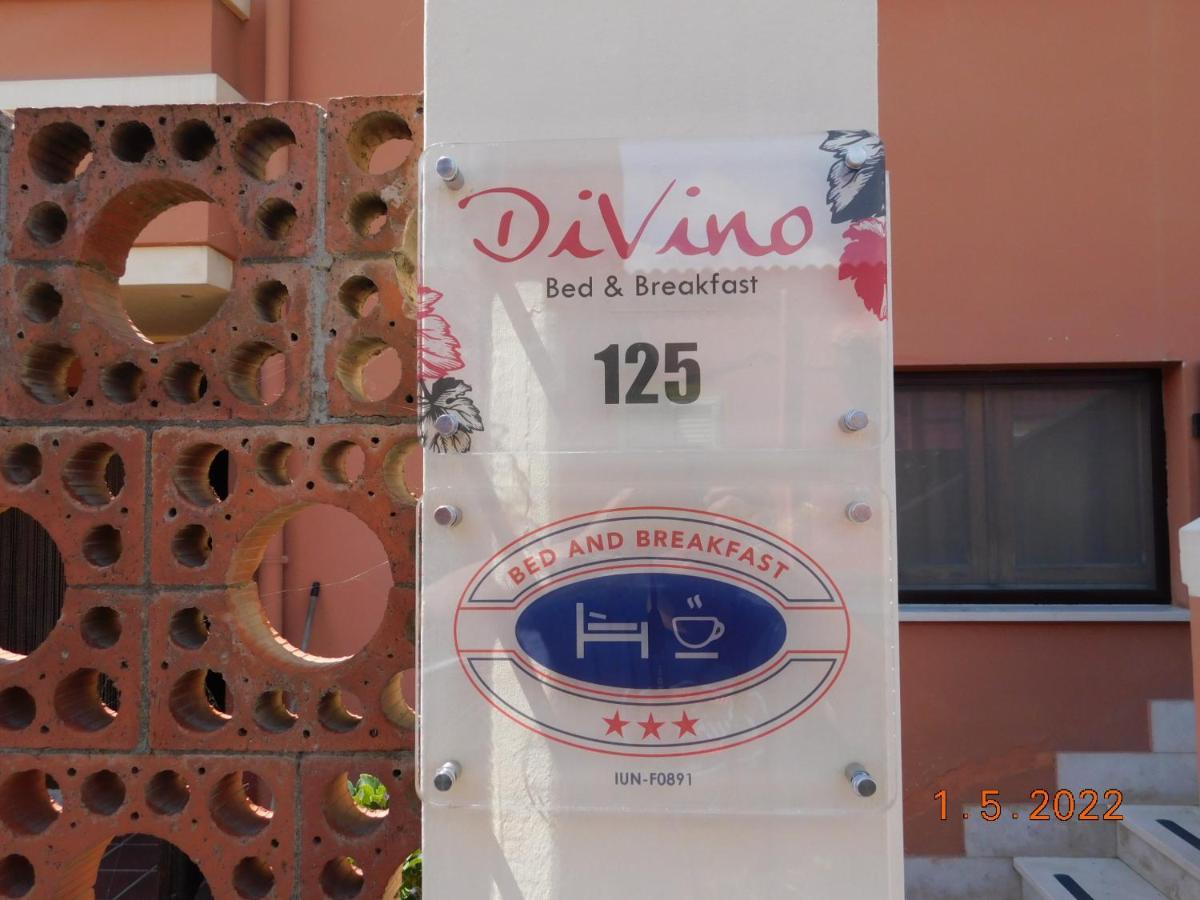 DiVino
Bed & Breakfast
125
BED AND BREAKFAST
IUN-F0891
1.5.2022